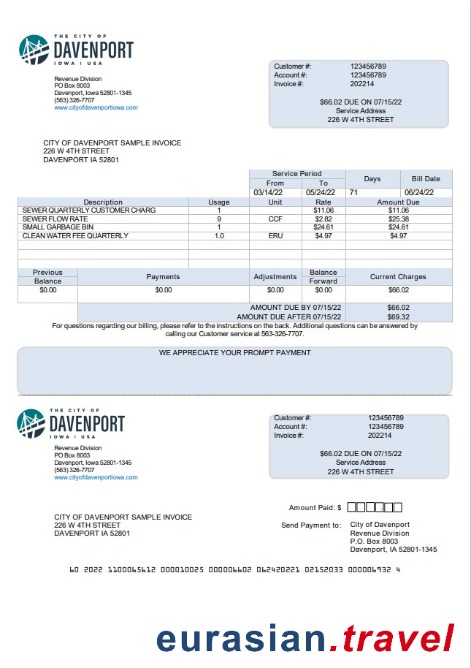 THE CITY OF
DAVENPORT
IOWA | USA
Revenue Division
PO Box 8003
Davenport, Iowa 52801-1345
(563) 326-7707
www.cityofdavenportiowa.com
Customer #: 123456789
Account #: 123456789
Invoice #: 202214
$66.02 DUE ON 07/15/22
Service Address
226 W 4TH STREET
CITY OF DAVENPORT SAMPLE INVOICE
226 W 4TH STREET
DAVENPORT IA 52801
Service Period Days Bill Date
From To
03/14/22 05/24/22 71 06/24/22
Description Usage Unit Rate Amount Due
SEWER QUARTERLY CUSTOMER CHARG 1 $11.06 $11.06
SEWER FLOW RATE 9 CCF $2.82 $25.38
SMALL GARBAGE BIN 1 $24.61 $24.61
CLEAN WATER FEE QUARTERLY 1.0 ERU $4.97 $4.97
Previous Balance Payments Adjustments Balance Forward Current Charges
$0.00 $0.00 $0.00 $0.00 $66.02
AMOUNT DUE BY 07/15/22 $66.02
AMOUNT DUE AFTER 07/15/22 $69.32
For questions regarding our billing, please refer to the instructions on the back. Additional questions can be answered by
calling our Customer service at 563-326-7707.
WE APPRECIATE YOUR PROMPT PAYMENT
THE CITY OF
DAVENPORT
IOWA | USA
Revenue Division
PO Box 8003
Davenport, Iowa 52801-1345
(563) 326-7707
www.cityofdavenportiowa.com
Customer #: 123456789
Account #: 123456789
Invoice #: 202214
$66.02 DUE ON 07/15/22
Service Address
226 W 4TH STREET
Amount Paid: $
CITY OF DAVENPORT SAMPLE INVOICE
226 W 4TH STREET
DAVENPORT IA 52801
Send Payment to: City of Davenport
Revenue Division
P.O. Box 8003
Davenport, IA 52801-1345
60 2022 1100065612 000010025 000006602 062420221 02152033 000006932 4
eurasian.travel